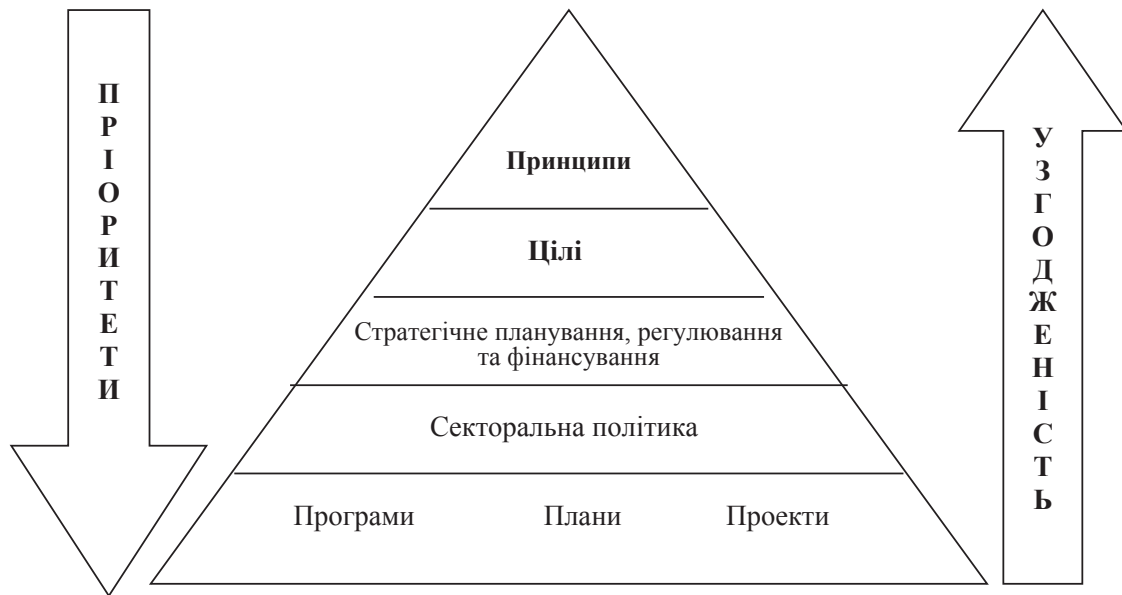 ПРІОРИТЕТИ
Принципи
Цілі
Стратегічне планування, регулювання
та фінансування
Секторальна політика
Програми Плани Проекти
УЗГОДЖЕНІСТЬ